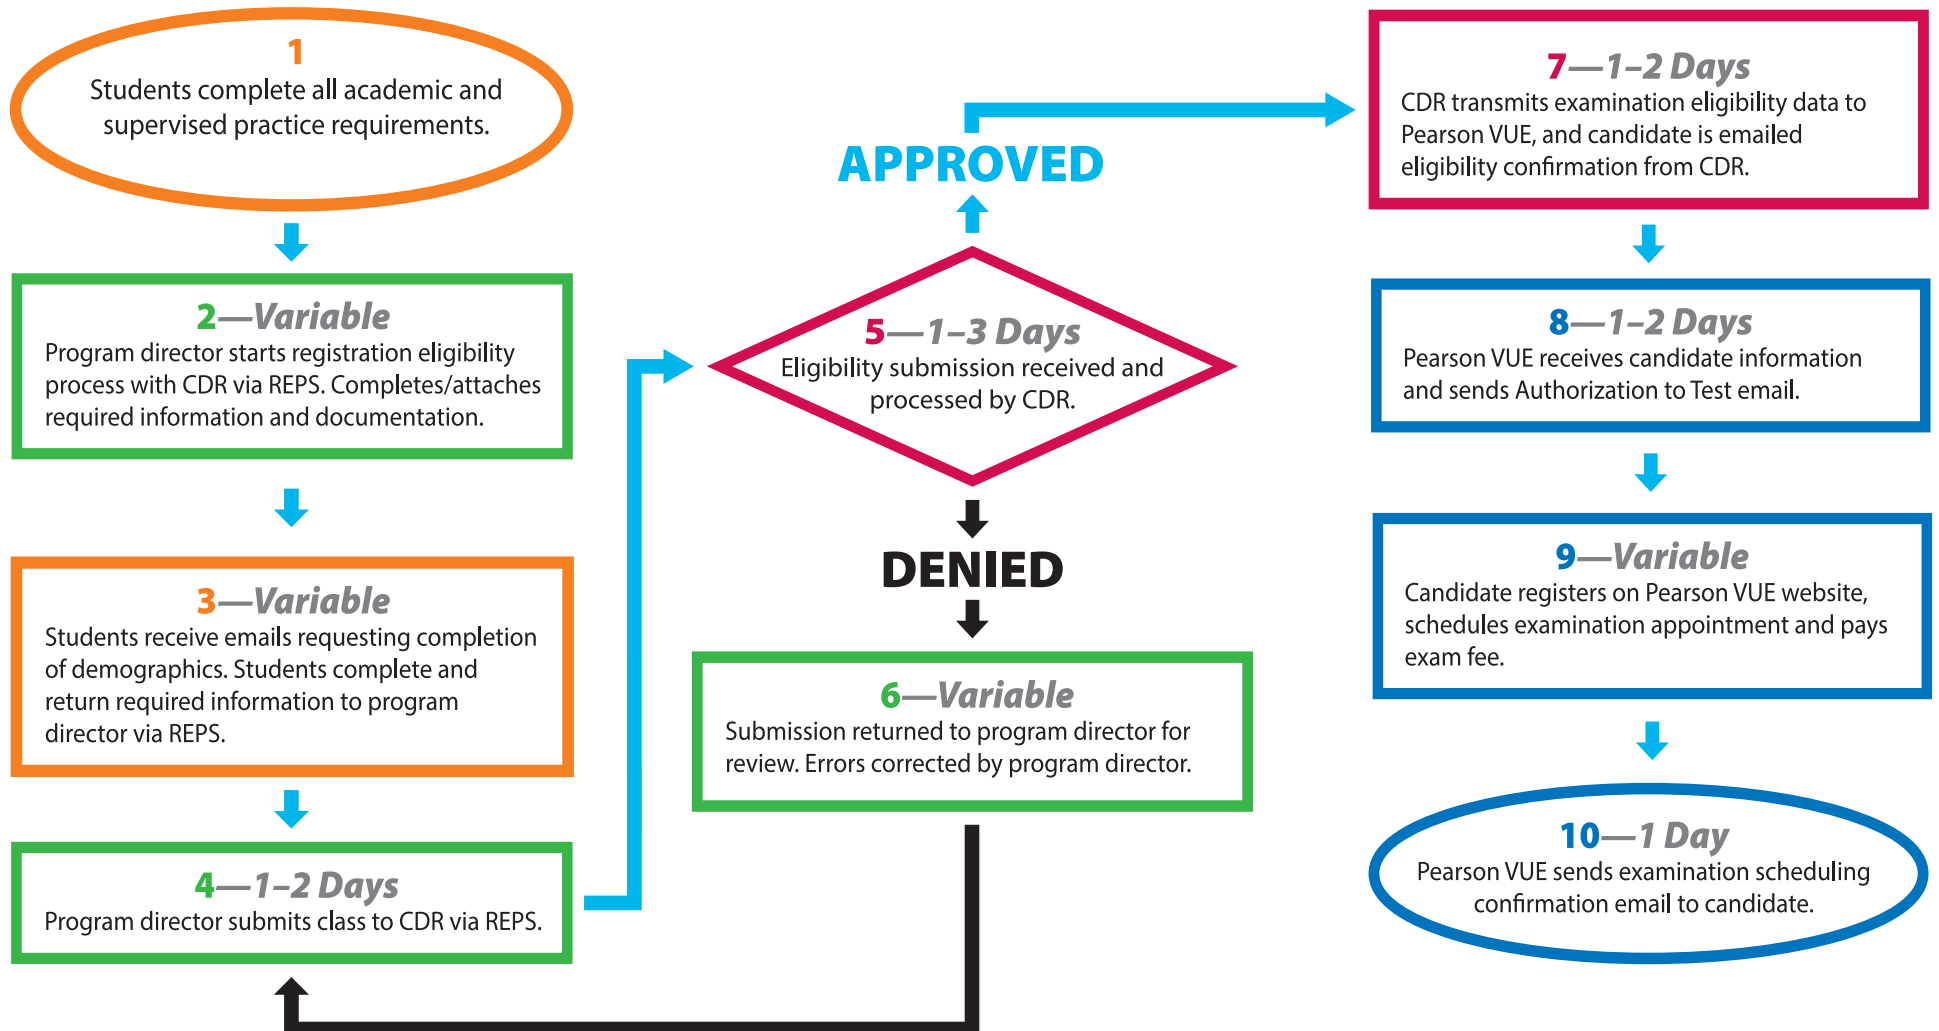 1
Students complete all academic and
supervised practice requirements.
2—Variable
Program director starts registration eligibility
process with CDR via REPS. Completes/attaches
required information and documentation.
3—Variable
Students receive emails requesting completion
of demographics. Students complete and
return required information to program
director via REPS.
4—1–2 Days
Program director submits class to CDR via REPS.
APPROVED
5—1–3 Days
Eligibility submission received and
processed by CDR.
DENIED
6—Variable
Submission returned to program director for
review. Errors corrected by program director.
7—1–2 Days
CDR transmits examination eligibility data to
Pearson VUE, and candidate is emailed
eligibility confirmation from CDR.
8—1–2 Days
Pearson VUE receives candidate information
and sends Authorization to Test email.
9—Variable
Candidate registers on Pearson VUE website,
schedules examination appointment and pays
exam fee.
10—1 Day
Pearson VUE sends examination scheduling
confirmation email to candidate.